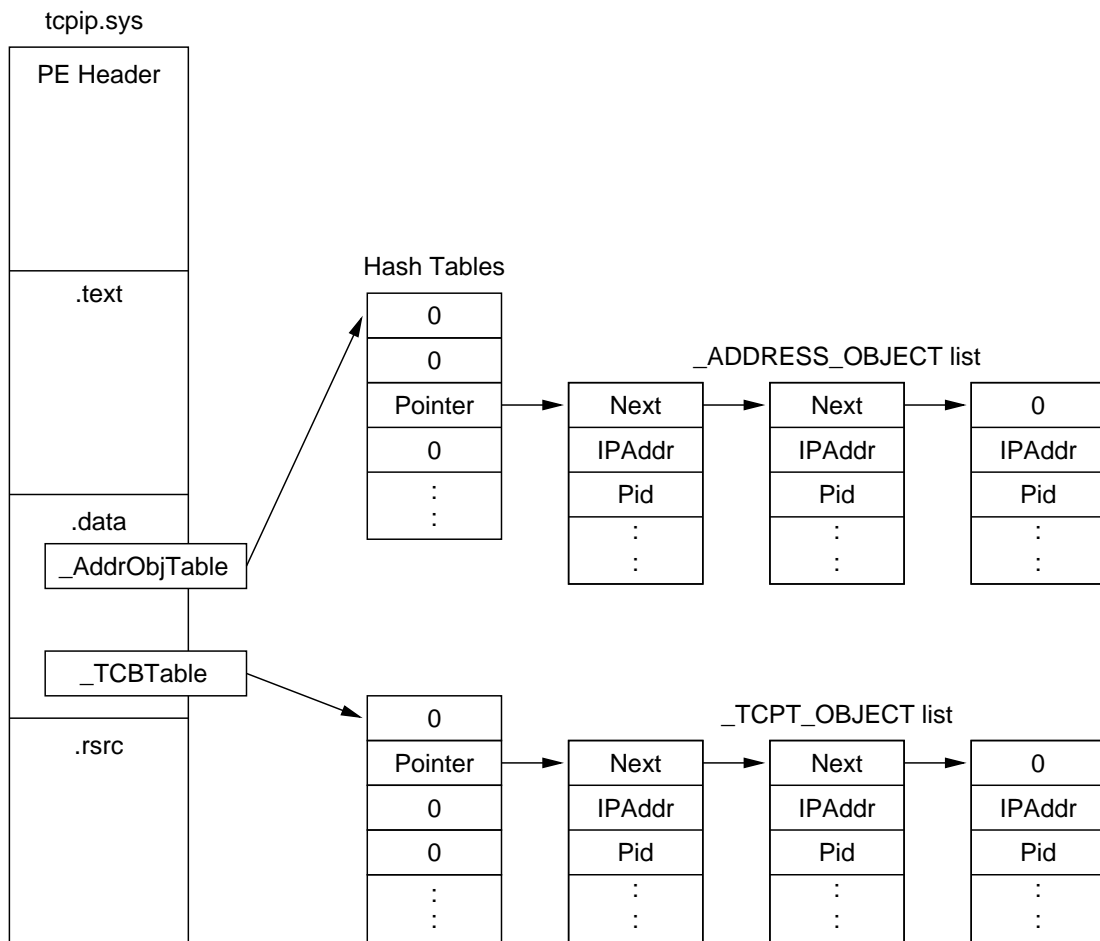 tcpip.sys
PE Header
.text
.data
_AddrObjTable
_TCBTable
.rsrc
Hash Tables
0
0
Pointer
0
:
:
_ADDRESS_OBJECT list
Next
IPAddr
Pid
:
:
Next
IPAddr
Pid
:
:
0
IPAddr
Pid
:
:
0
Pointer
0
0
:
:
_TCPT_OBJECT list
Next
IPAddr
Pid
:
:
Next
IPAddr
Pid
:
:
0
IPAddr
Pid
:
: